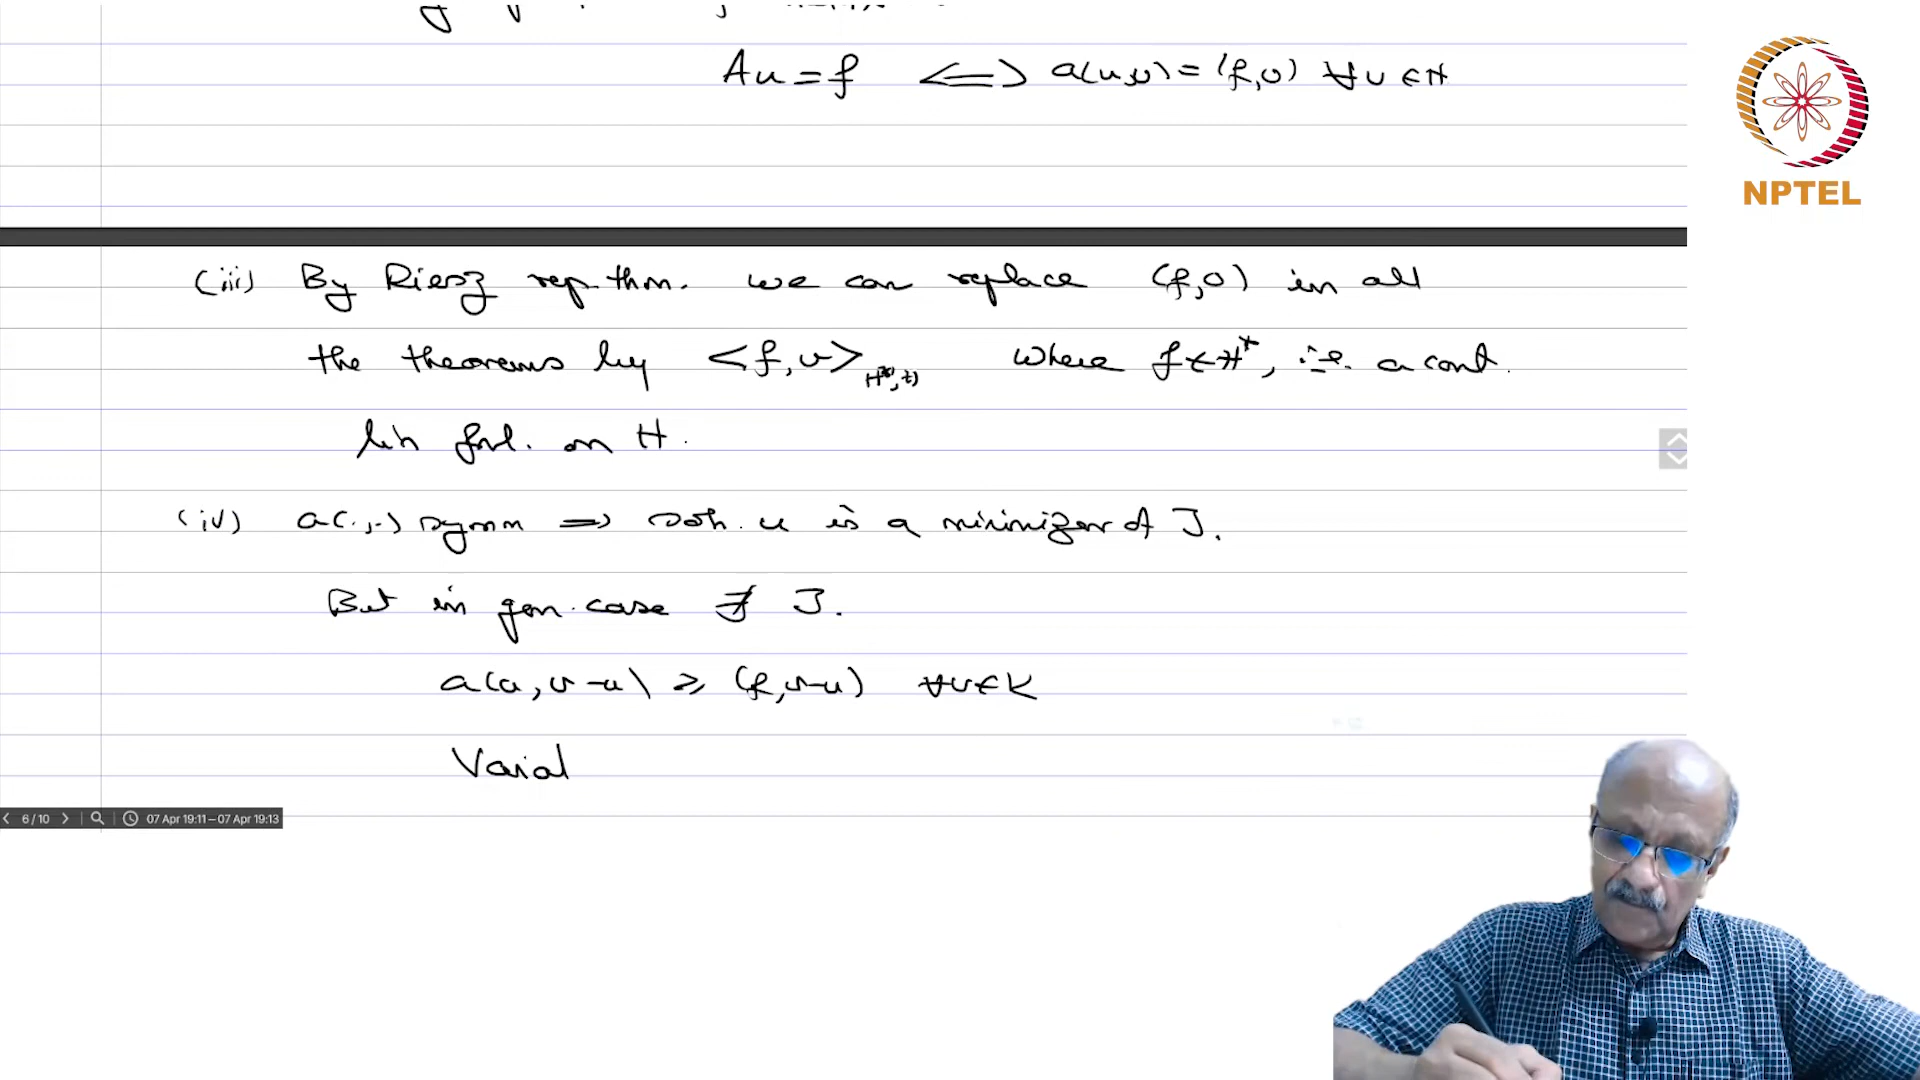 Au = f ⟺ a(u,v) = (f,v) ∀v∈H
NPTEL
(iii) By Riesz rep. thm. we can replace (f,v) in all
the theorems by <f,v>_{H*,H} where f∈H*, i.e. a cont.
lin fnl. on H.
(iv) a(.,.) symm ⟹ soln. u is a minimizer of J.
But in gen. case ∄ J.
a(u,v-u) ≥ (f,v-u) ∀v∈K
Variat
6/10
07 Apr 19:11 – 07 Apr 19:13